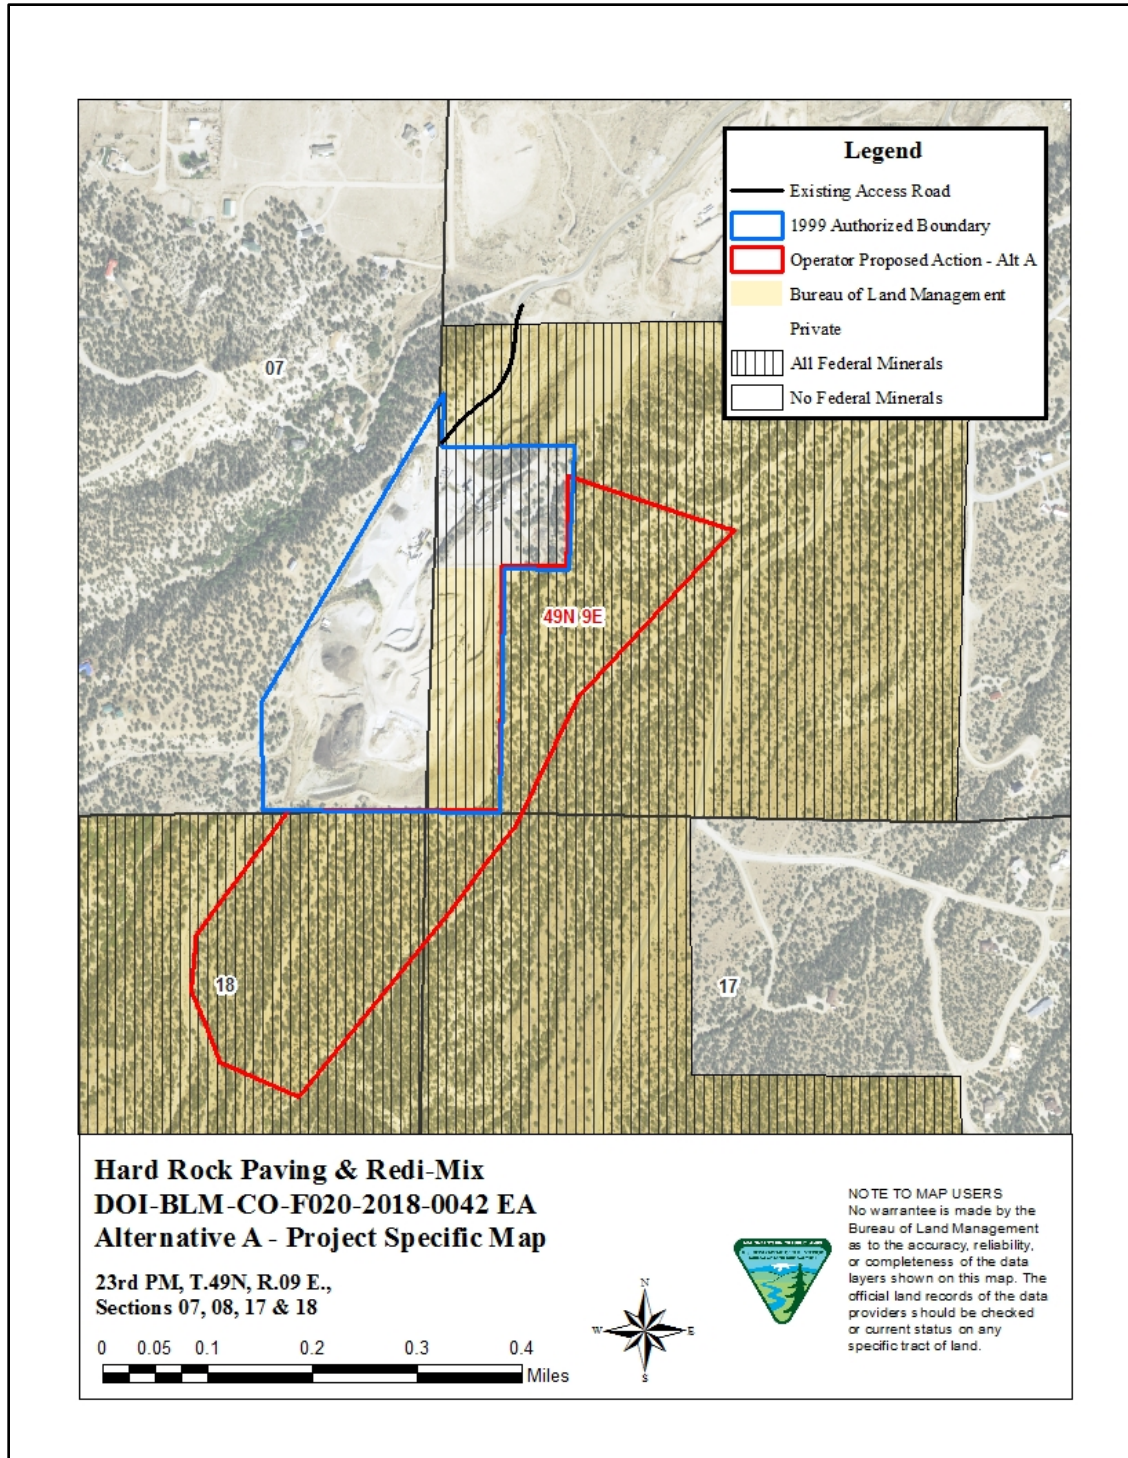 Legend
Existing Access Road
1999 Authorized Boundary
Operator Proposed Action - Alt A
Bureau of Land Management
Private
All Federal Minerals
No Federal Minerals
07
49N 9E
18
17
Hard Rock Paving & Redi-Mix
DOI-BLM-CO-F020-2018-0042 EA
Alternative A - Project Specific Map
23rd PM, T.49N, R.09 E.,
Sections 07, 08, 17 & 18
0 0.05 0.1 0.2 0.3 0.4
Miles
N
W E
S
NOTE TO MAP USERS
No warrantee is made by the
Bureau of Land Management
as to the accuracy, reliability,
or completeness of the data
layers shown on this map. The
official land records of the data
providers should be checked
or current status on any
specific tract of land.